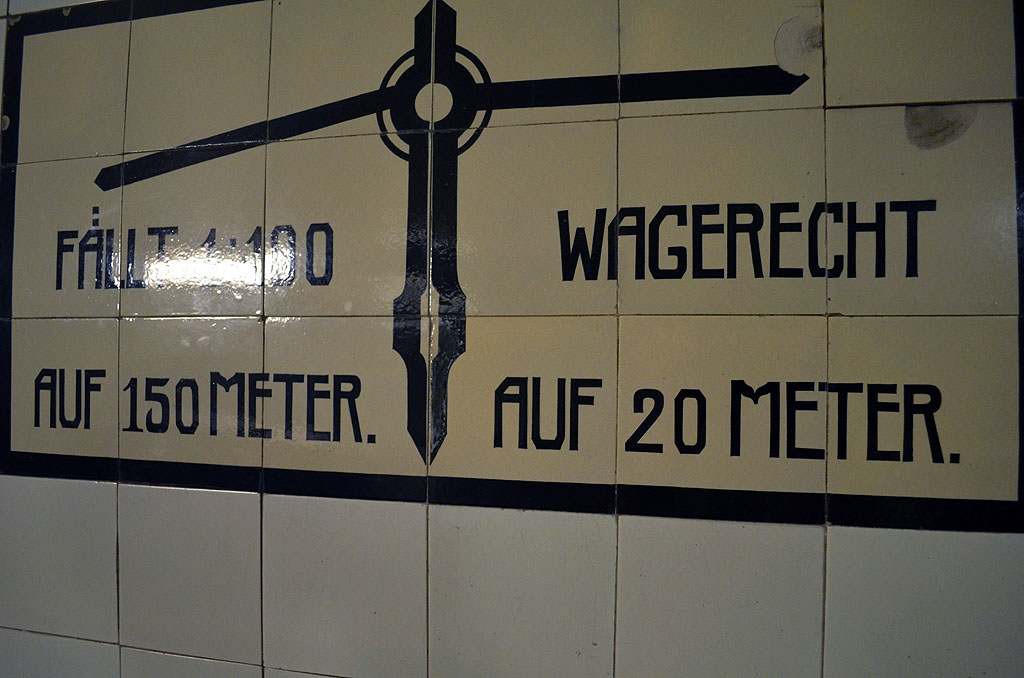 FÄLLT 1:100
AUF 150 METER.
WAGERECHT
AUF 20 METER.